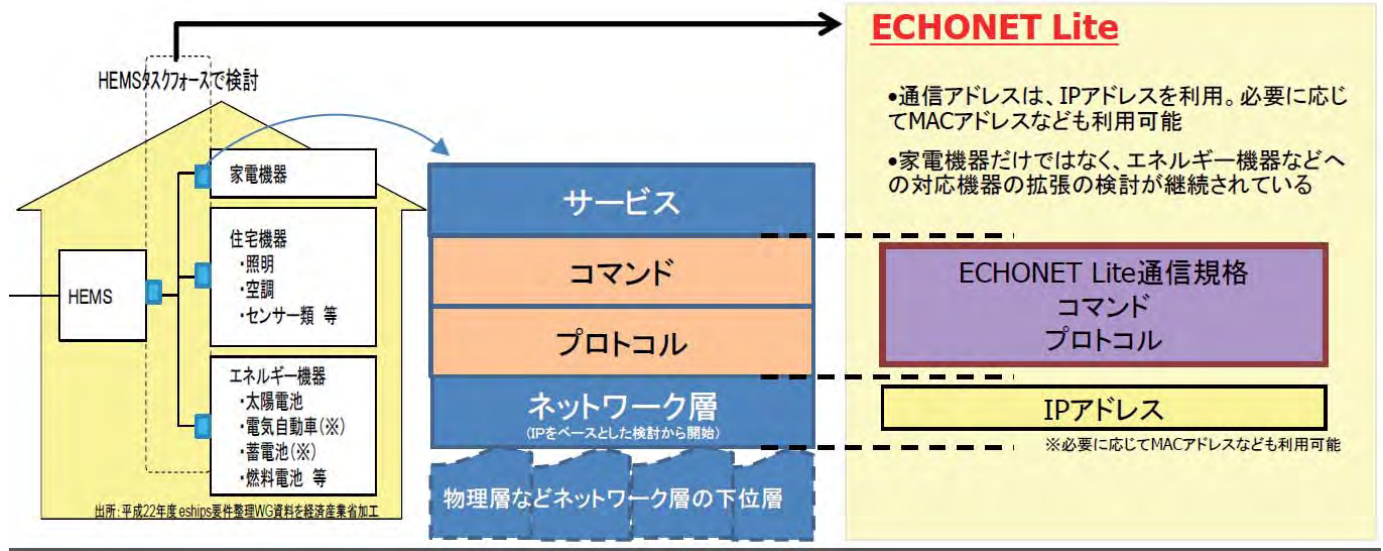 HEMSタスクフォースで検討
家電機器
住宅機器
・照明
・空調
・センサー類 等
HEMS
エネルギー機器
・太陽電池
・電気自動車(※)
・蓄電池(※)
・燃料電池 等
出所:平成22年度 eships要件整理WG資料を経済産業省加工
サービス
コマンド
プロトコル
ネットワーク層
(IPをベースとした検討から開始)
物理層などネットワーク層の下位層
ECHONET Lite
•通信アドレスは、IPアドレスを利用。必要に応じ
てMACアドレスなども利用可能
•家電機器だけではなく、エネルギー機器などへ
の対応機器の拡張の検討が継続されている
ECHONET Lite通信規格
コマンド
プロトコル
IPアドレス
※必要に応じてMACアドレスなども利用可能